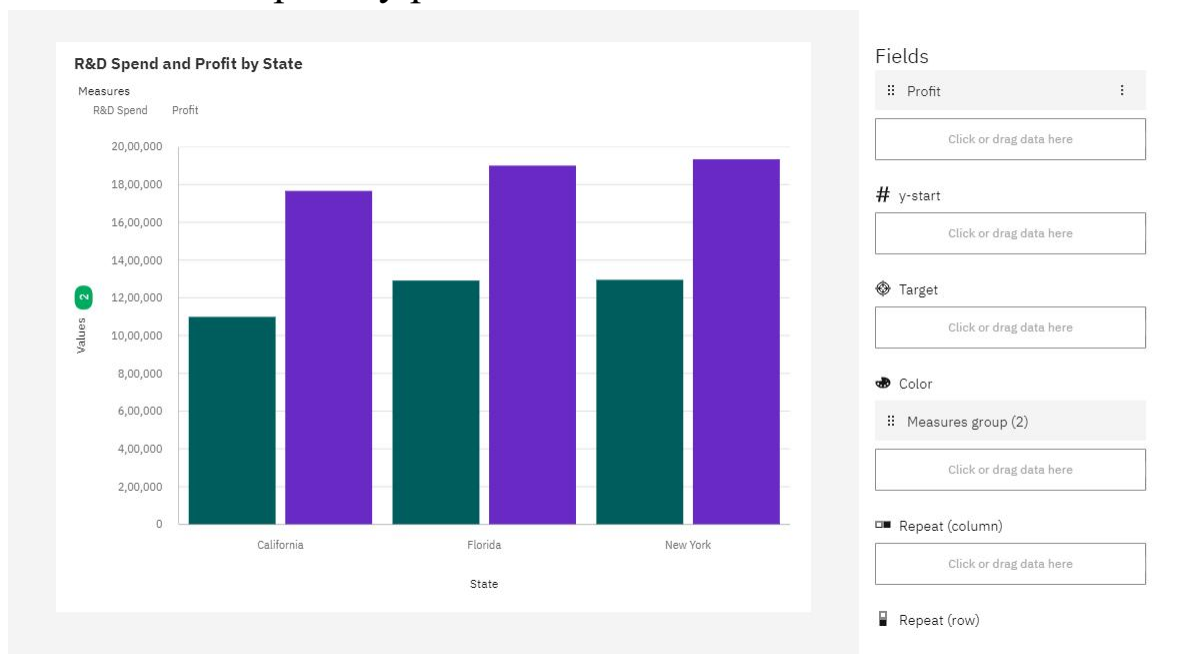 R&D Spend and Profit by State
Measures
R&D Spend Profit
20,00,000
18,00,000
16,00,000
14,00,000
12,00,000
10,00,000
8,00,000
6,00,000
4,00,000
2,00,000
0
Values 2
California Florida New York
State
Fields
Profit
Click or drag data here
# y-start
Click or drag data here
Target
Click or drag data here
Color
Measures group (2)
Click or drag data here
Repeat (column)
Click or drag data here
Repeat (row)